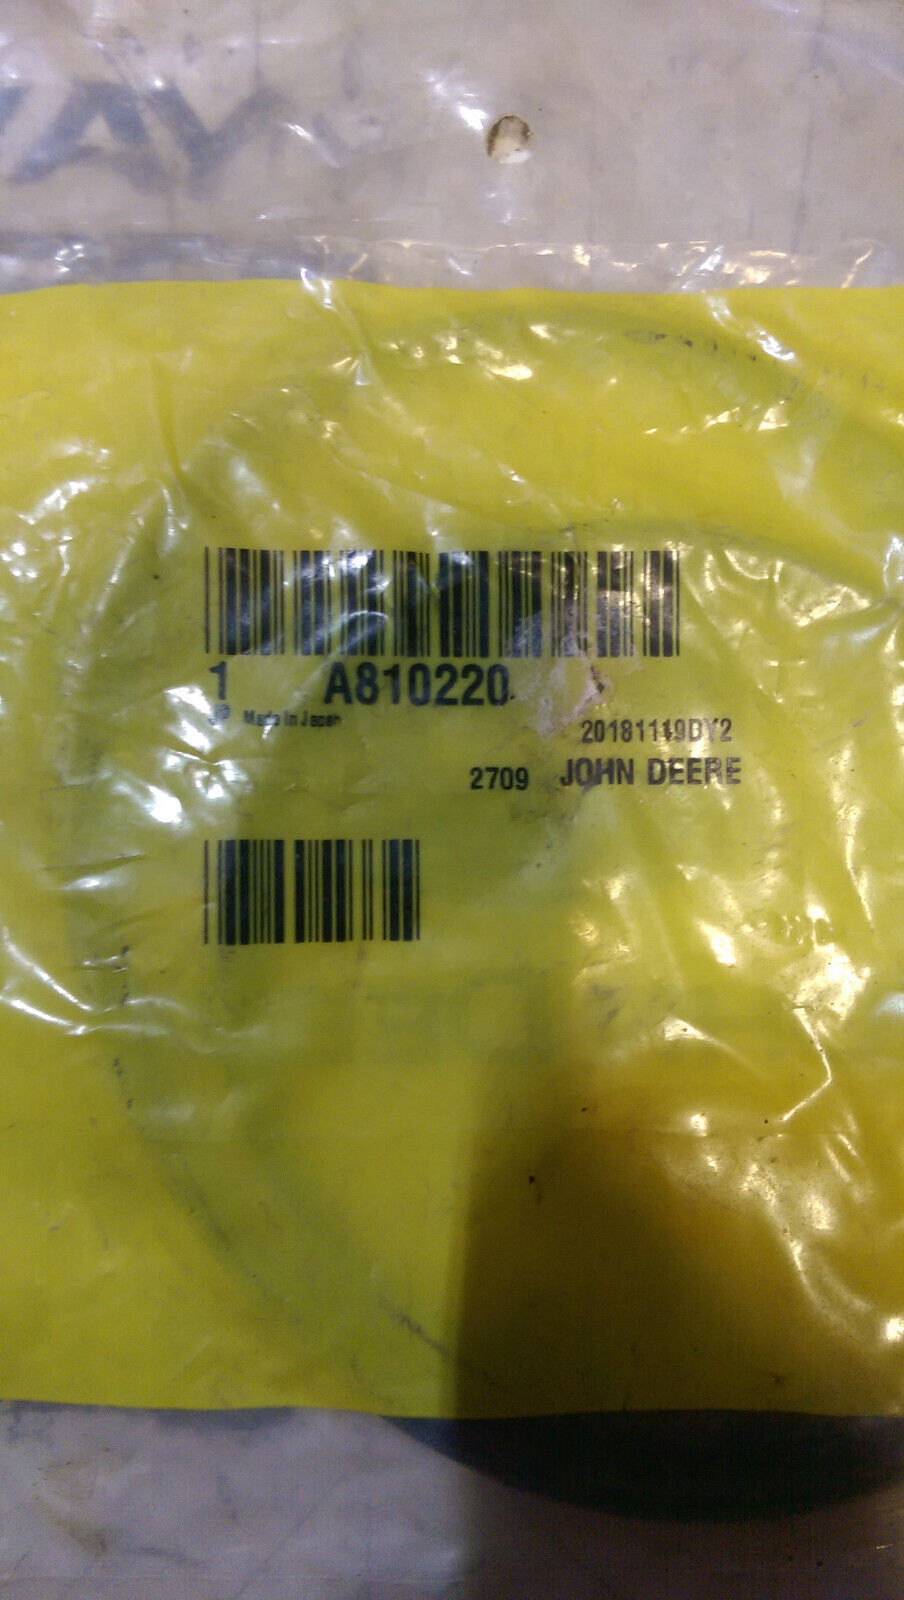 1 A810220
JP Made In Japan
20181119DY2
2709 JOHN DEERE